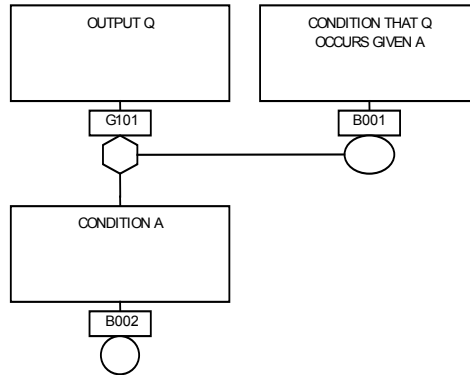 OUTPUT Q
CONDITION THAT Q
OCCURS GIVEN A
G101
B001
CONDITION A
B002